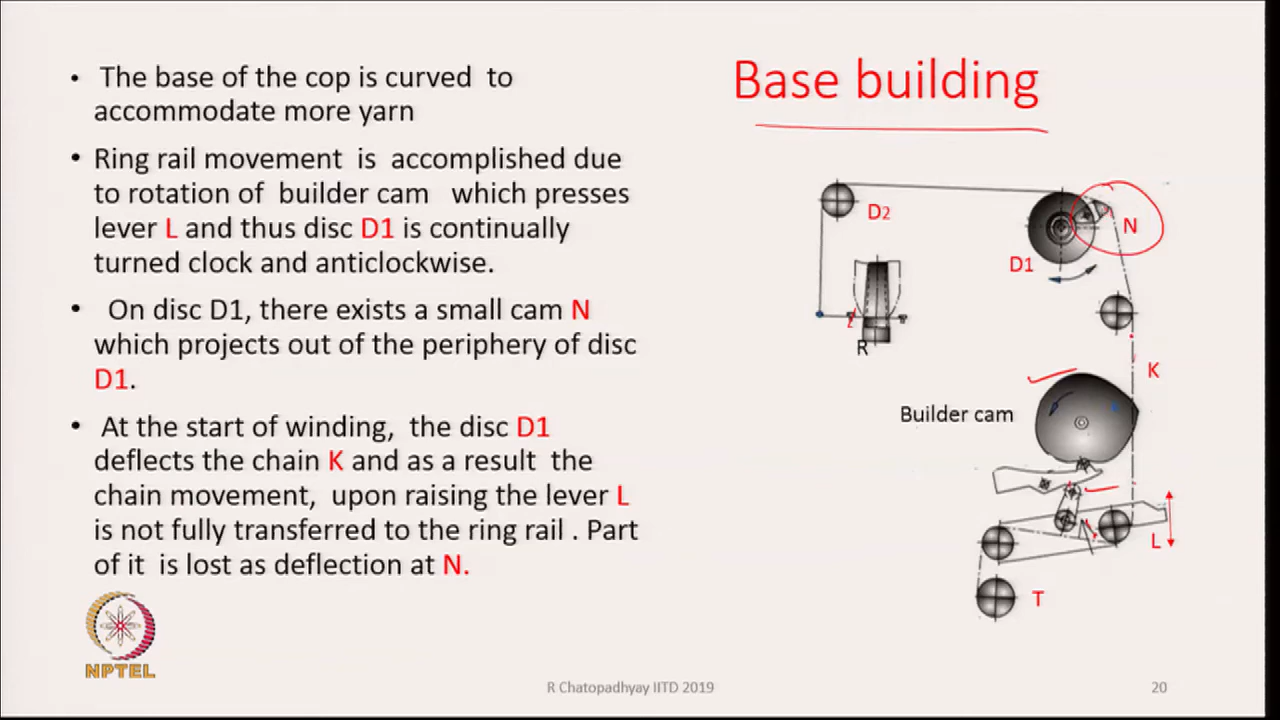 Base building
• The base of the cop is curved to
accommodate more yarn
• Ring rail movement is accomplished due
to rotation of builder cam which presses
lever L and thus disc D1 is continually
turned clock and anticlockwise.
• On disc D1, there exists a small cam N
which projects out of the periphery of disc
D1.
• At the start of winding, the disc D1
deflects the chain K and as a result the
chain movement, upon raising the lever L
is not fully transferred to the ring rail . Part
of it is lost as deflection at N.
D2
N
D1
R
K
Builder cam
L
T
NPTEL
R Chatopadhyay IITD 2019
20